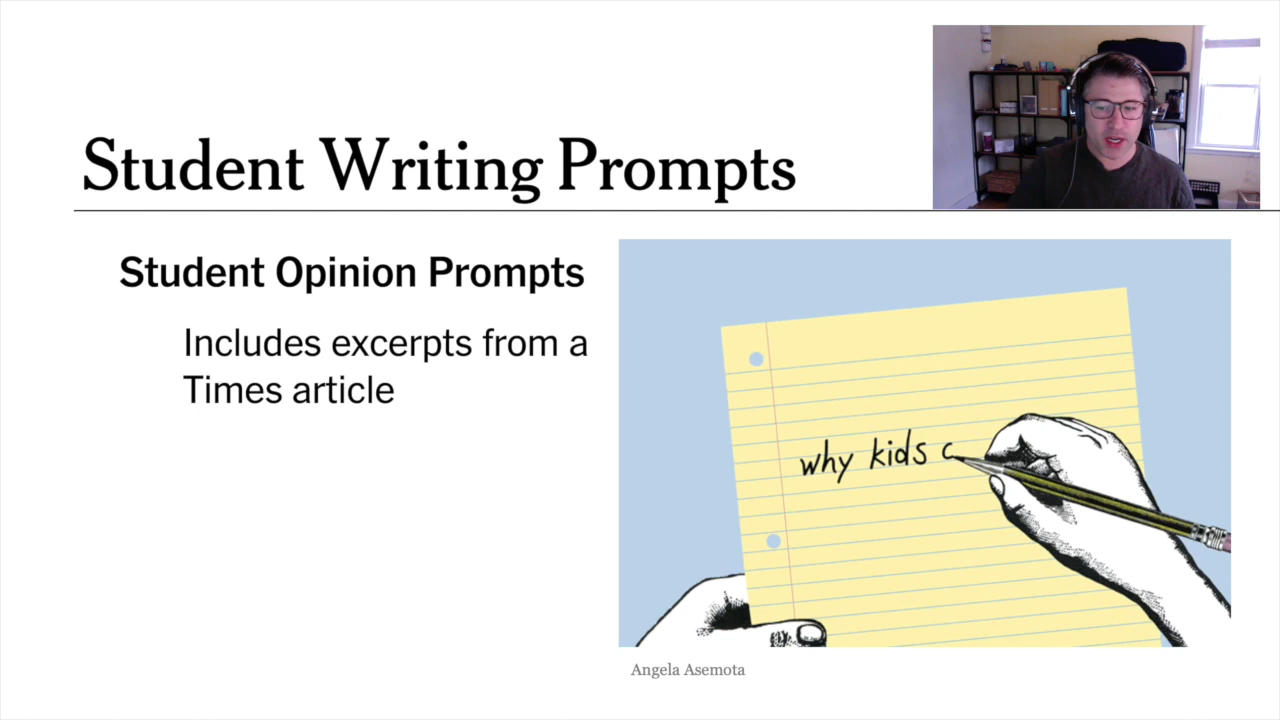 Student Writing Prompts
Student Opinion Prompts
Includes excerpts from a
Times article
why kids c
Angela Asemota